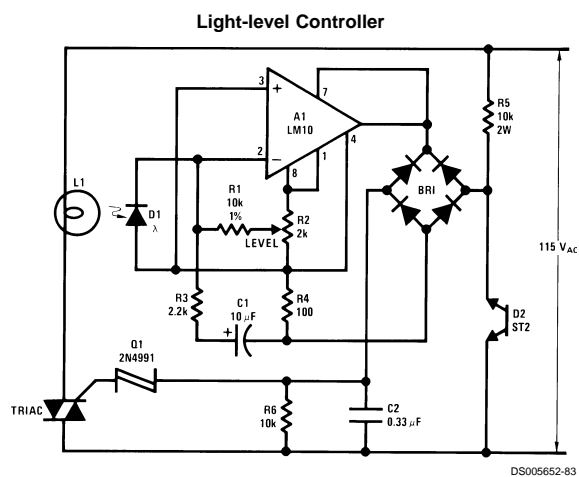 Light-level Controller
3
+
7
A1
LM10
4
2
−
8
1
R5
10k
2W
L1
R1
10k
1%
LEVEL
R2
2k
BRI
D1
λ
115 VAC
R3
2.2k
C1
+
10 μF
R4
100
D2
ST2
Q1
2N4991
TRIAC
R6
10k
C2
0.33 μF
DS005652-83